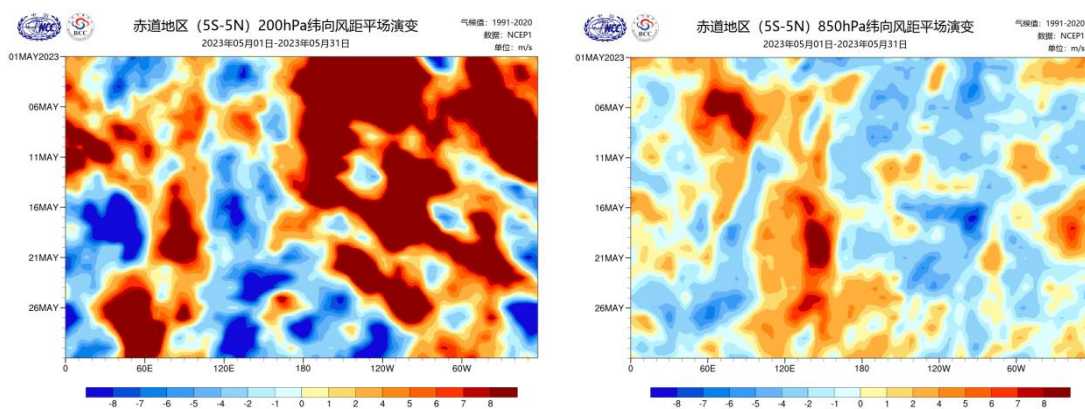 NCC
BCC
赤道地区（5S-5N）200hPa纬向风距平场演变
2023年05月01日-2023年05月31日
气候值：1991-2020
数据：NCEP1
单位：m/s
01MAY2023
06MAY
11MAY
16MAY
21MAY
26MAY
0 60E 120E 180 120W 60W
-8 -7 -6 -5 -4 -2 -1 0 1 2 4 5 6 7 8
NCC
BCC
赤道地区（5S-5N）850hPa纬向风距平场演变
2023年05月01日-2023年05月31日
气候值：1991-2020
数据：NCEP1
单位：m/s
01MAY2023
06MAY
11MAY
16MAY
21MAY
26MAY
0 60E 120E 180 120W 60W
-8 -7 -6 -5 -4 -2 -1 0 1 2 4 5 6 7 8